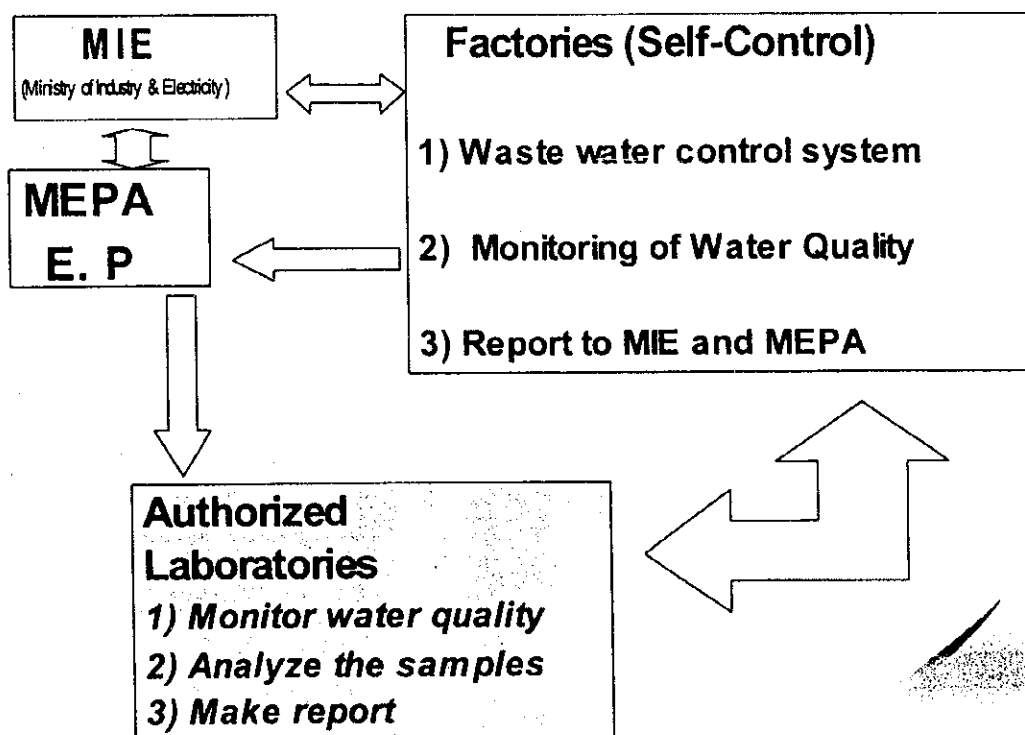 MIE
(Ministry of Industry & Electricity)
MEPA
E. P
Factories (Self-Control)
1) Waste water control system
2) Monitoring of Water Quality
3) Report to MIE and MEPA
Authorized
Laboratories
1) Monitor water quality
2) Analyze the samples
3) Make report